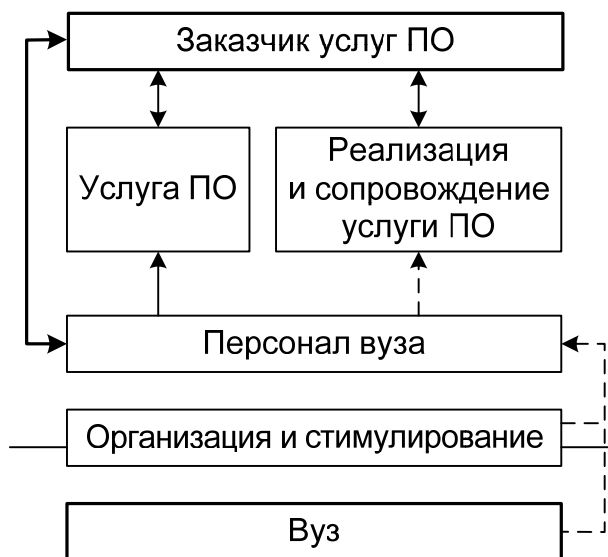 Заказчик услуг ПО
Услуга ПО
Реализация
и сопровождение
услуги ПО
Персонал вуза
Организация и стимулирование
Вуз